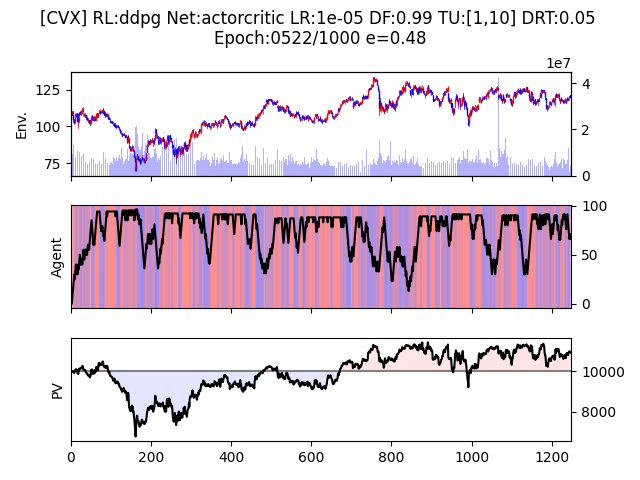 [CVX] RL:ddpg Net:actorcritic LR:1e-05 DF:0.99 TU:[1,10] DRT:0.05
Epoch:0522/1000 e=0.48
1e7
125
100
75
Env.
4
2
0
Agent
100
50
0
PV
10000
8000
0 200 400 600 800 1000 1200